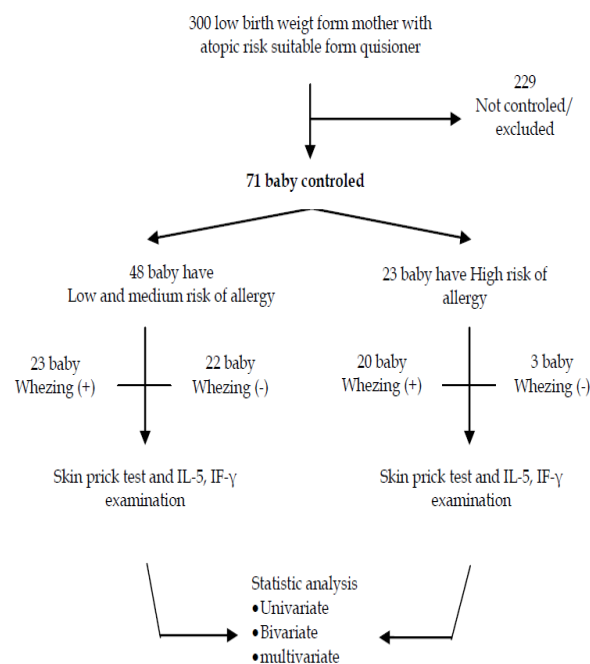 300 low birth weigt form mother with
atopic risk suitable form quisioner
229
Not controled/
excluded
71 baby controled
48 baby have
Low and medium risk of allergy
23 baby have High risk of
allergy
23 baby
Whezing (+)
22 baby
Whezing (-)
20 baby
Whezing (+)
3 baby
Whezing (-)
Skin prick test and IL-5, IF-γ
examination
Skin prick test and IL-5, IF-γ
examination
Statistic analysis
•Univariate
•Bivariate
•multivariate